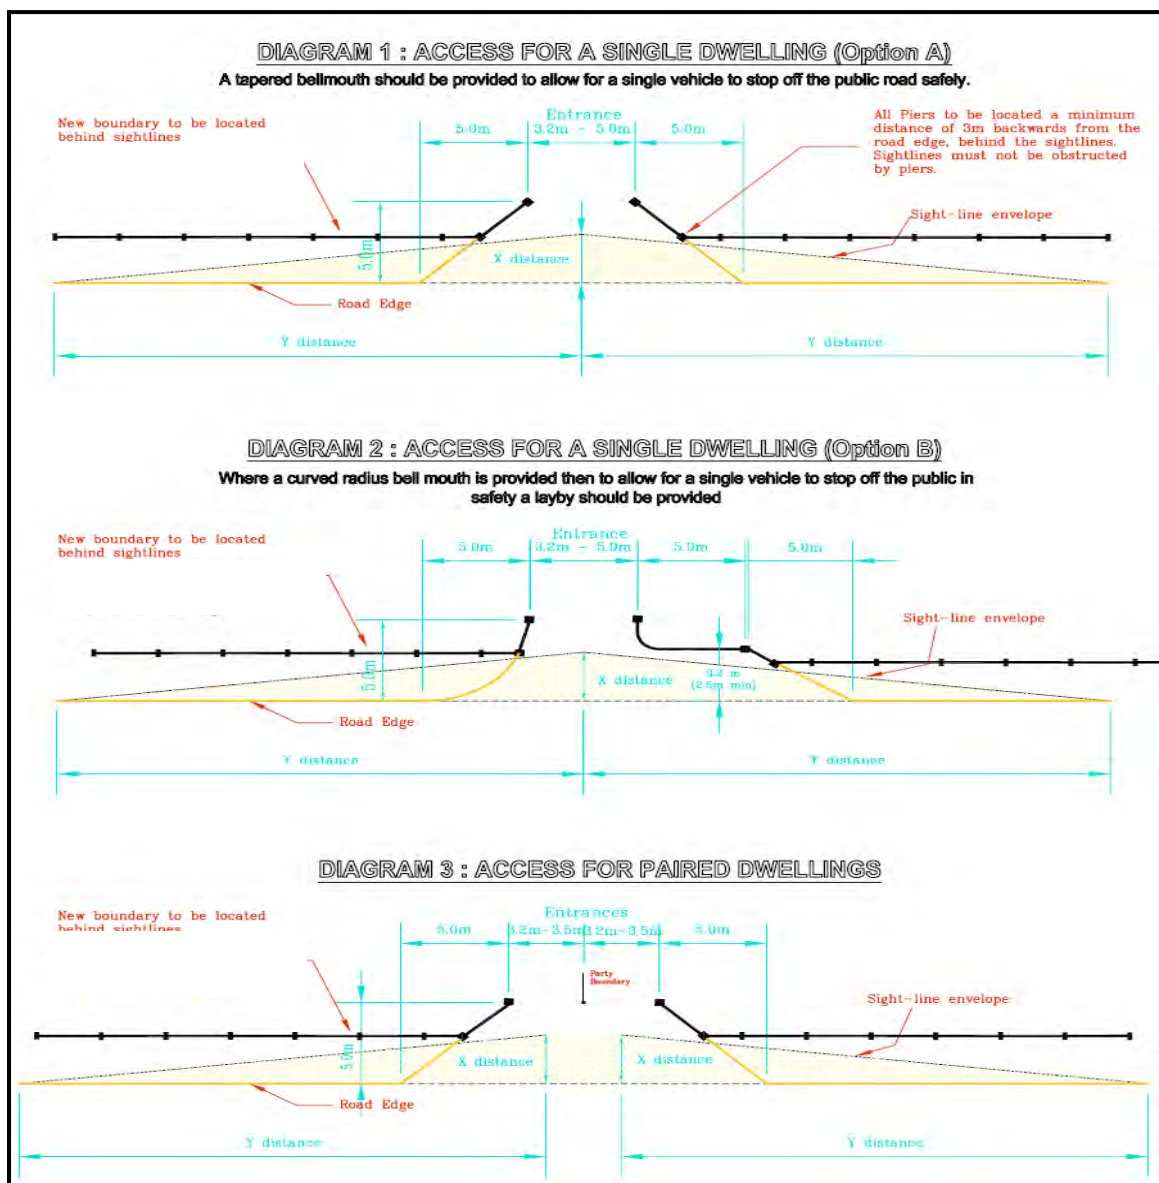 DIAGRAM 1 : ACCESS FOR A SINGLE DWELLING (Option A)
A tapered bellmouth should be provided to allow for a single vehicle to stop off the public road safely.
New boundary to be located
behind sightlines
Entrance
5.0m
3.2m - 5.0m
5.0m
All Piers to be located a minimum
distance of 3m backwards from the
road edge, behind the sightlines.
Sightlines must not be obstructed
by piers.
Sight-line envelope
5.0m
X distance
Road Edge
Y distance
Y distance
DIAGRAM 2 : ACCESS FOR A SINGLE DWELLING (Option B)
Where a curved radius bell mouth is provided then to allow for a single vehicle to stop off the public in
safety a layby should be provided
New boundary to be located
behind sightlines
Entrance
5.0m
3.2m - 5.0m
5.0m
5.0m
Sight-line envelope
5.0m
X distance
(2.5m min)
Road Edge
Y distance
Y distance
DIAGRAM 3 : ACCESS FOR PAIRED DWELLINGS
New boundary to be located
behind sightlines
Entrances
3.2m-3.5m
3.2m-3.5m
Party
Boundary
Sight-line envelope
5.0m
X distance
X distance
Road Edge
Y distance
Y distance